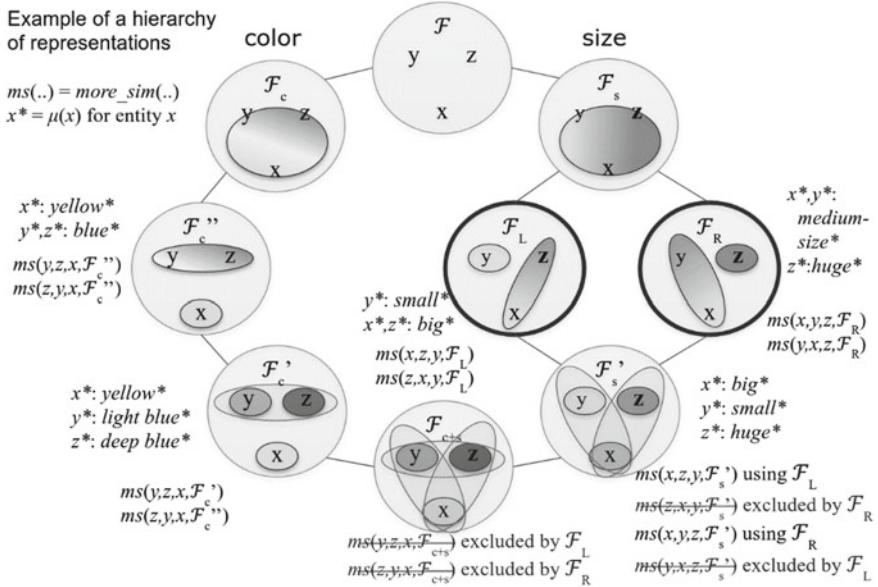 Example of a hierarchy
of representations
ms(..) = more_sim(..)
x* = μ(x) for entity x
color
size
ℱ
y z
x
ℱc
y z
x
ℱs
y z
x
x*: yellow*
y*,z*: blue*
ms(y,z,x,ℱc'')
ms(z,y,x,ℱc'')
ℱc''
y z
x
ℱL
y z
x
ℱR
y z
x
x*,y*:
medium-
size*
z*:huge*
y*: small*
x*,z*: big*
ms(x,z,y,ℱL)
ms(z,x,y,ℱL)
ms(x,y,z,ℱR)
ms(y,x,z,ℱR)
x*: yellow*
y*: light blue*
z*: deep blue*
ℱc'
y z
x
ℱc+s
y z
x
ℱs'
y z
x
x*: big*
y*: small*
z*: huge*
ms(y,z,x,ℱc')
ms(z,y,x,ℱc'')
ms(y,z,x,ℱc+s) excluded by ℱL
ms(z,y,x,ℱc+s) excluded by ℱR
ms(x,z,y,ℱs') using ℱL
ms(z,x,y,ℱs') excluded by ℱR
ms(x,y,z,ℱs') using ℱR
ms(y,x,z,ℱs') excluded by ℱL